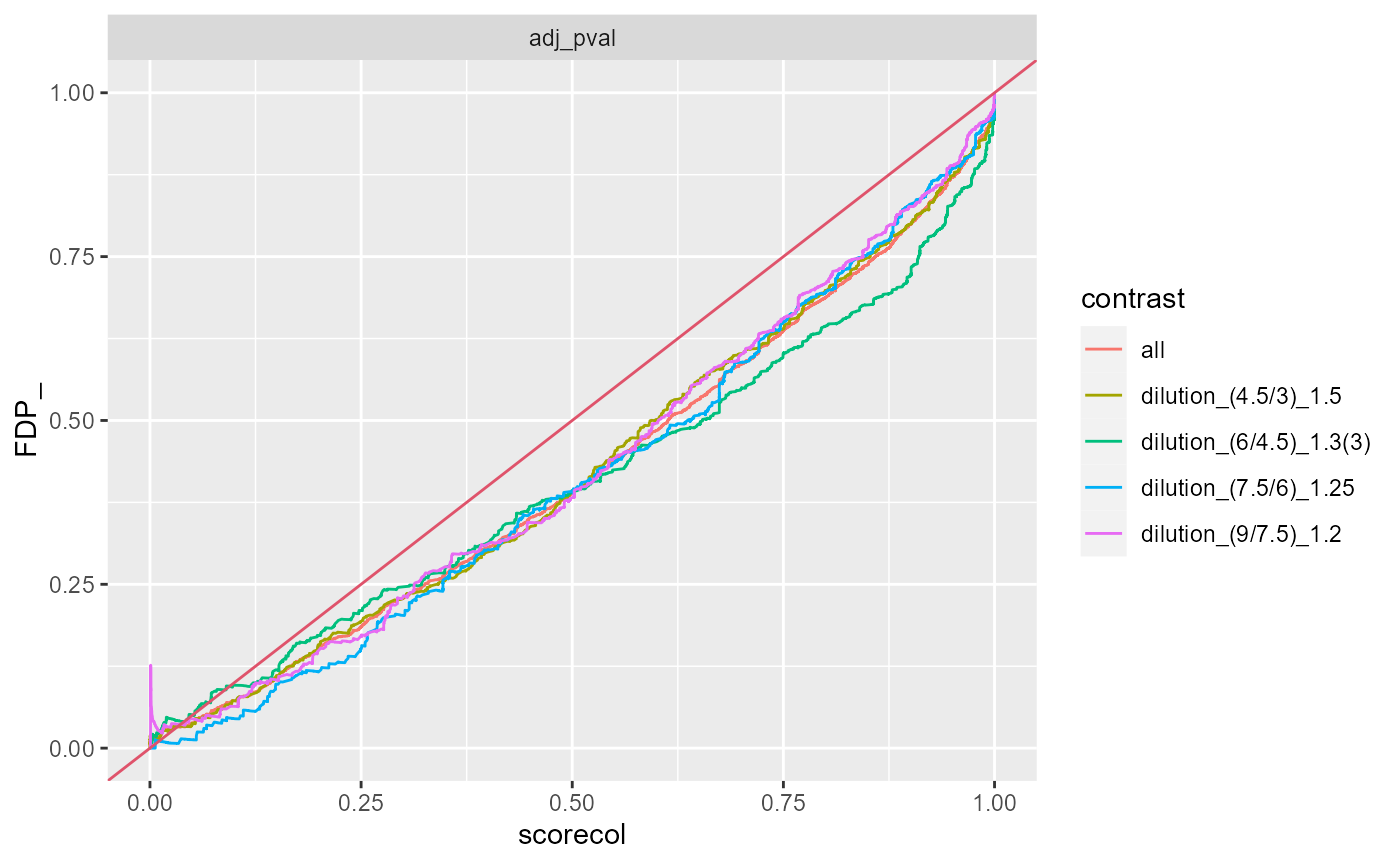 adj_pval
1.00
0.75
0.50
0.25
0.00
FDP_
0.00 0.25 0.50 0.75 1.00
scorecol
contrast
all
dilution_(4.5/3)_1.5
dilution_(6/4.5)_1.3(3)
dilution_(7.5/6)_1.25
dilution_(9/7.5)_1.2